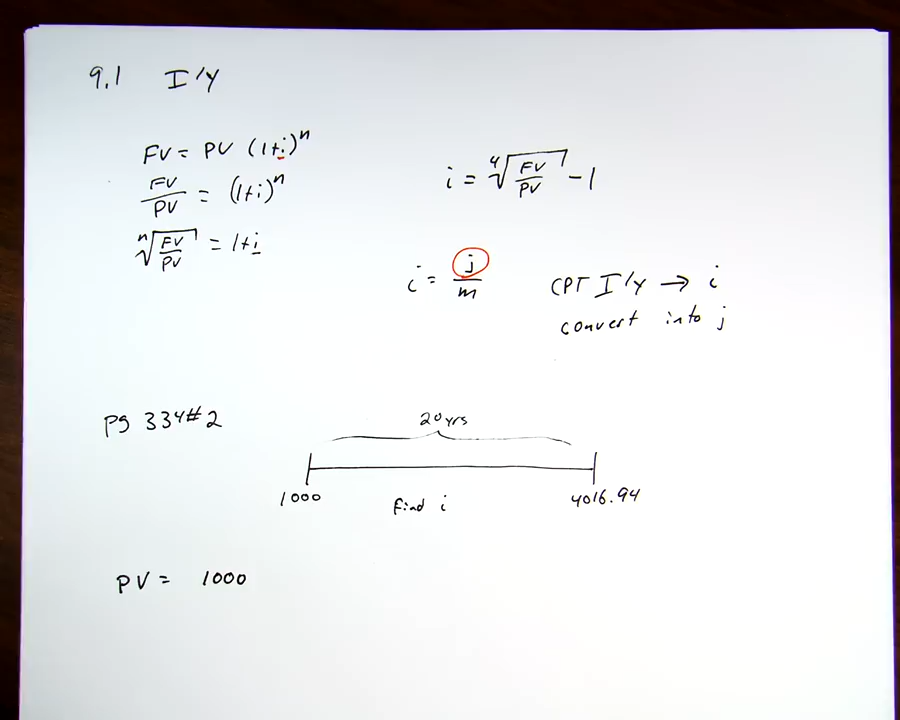 9.1 I/Y
FV = PV (1+i)^n
FV/PV = (1+i)^n
n√(FV/PV) = 1+i
i = 4√(FV/PV) - 1
i = j/m
CPT I/Y → i
convert into j
pg 334#2
20yrs
1000
find i
4016.94
PV = 1000